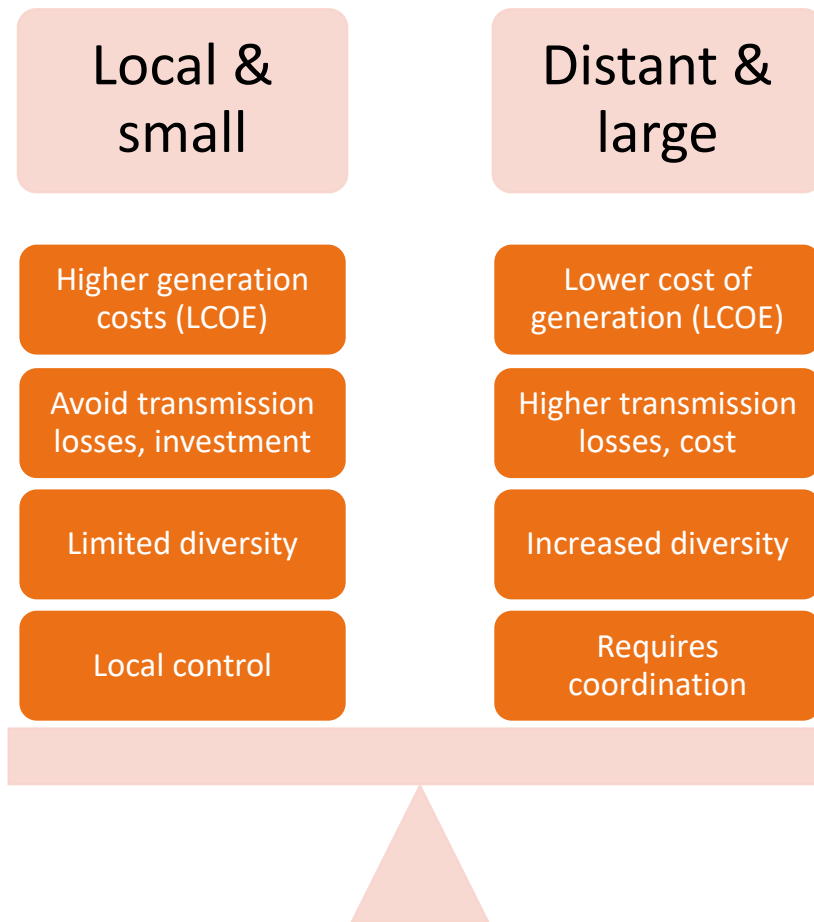 Local &
small
Distant &
large
Higher generation
costs (LCOE)
Lower cost of
generation (LCOE)
Avoid transmission
losses, investment
Higher transmission
losses, cost
Limited diversity
Increased diversity
Local control
Requires
coordination